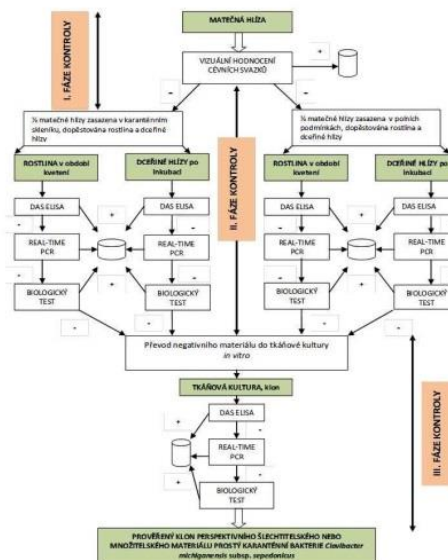 MATEČNÁ HLÍZA
I. FÁZE KONTROLY
VIZUÁLNÍ HODNOCENÍ
CÉVNÍCH SVAZKŮ
+
-
-
½ matečné hlízy zasazena v karanténním
skleníku, dopěstována rostlina a dceřiné
hlízy
½ matečné hlízy zasazena v polních
podmínkách, dopěstována rostlina a
dceřiné hlízy
II. FÁZE KONTROLY
ROSTLINA v období
kvetení
DCEŘINÉ HLÍZY po
inkubaci
ROSTLINA v období
kvetení
DCEŘINÉ HLÍZY po
inkubaci
DAS ELISA
+
DAS ELISA
DAS ELISA
+
DAS ELISA
-
-
-
-
REAL-TIME
PCR
REAL-TIME
PCR
REAL-TIME
PCR
REAL-TIME
PCR
-
+
-
-
+
-
BIOLOGICKÝ
TEST
BIOLOGICKÝ
TEST
BIOLOGICKÝ
TEST
BIOLOGICKÝ
TEST
-
-
-
-
Převod negativního materiálu do tkáňové kultury
in vitro
TKÁŇOVÁ KULTURA, klon
III. FÁZE KONTROLY
+
DAS ELISA
-
REAL-TIME
PCR
+
-
BIOLOGICKÝ
TEST
-
PROVĚŘENÝ KLON PERSPEKTIVNÍHO ŠLECHTITELSKÉHO NEBO
MNOŽITELSKÉHO MATERIÁLU PROSTÝ KARANTÉNNÍ BAKTERIE Clavibacter
michiganensis subsp. sepedonicus